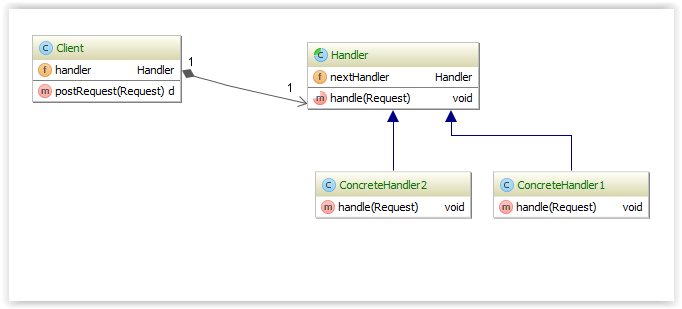 Client
handler Handler
postRequest(Request) d
1
1
Handler
nextHandler Handler
handle(Request) void
ConcreteHandler2
handle(Request) void
ConcreteHandler1
handle(Request) void